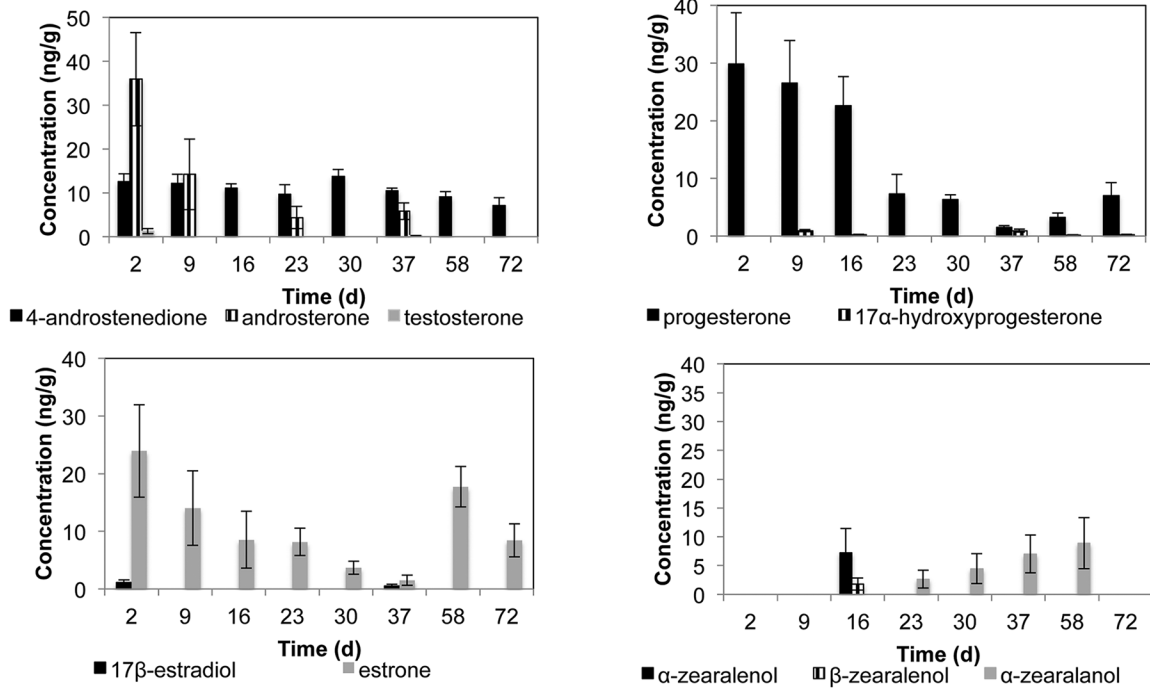 50
40
30
20
10
0
Concentration (ng/g)
2 9 16 23 30 37 58 72
Time (d)
4-androstenedione androsterone testosterone
40
30
20
10
0
Concentration (ng/g)
2 9 16 23 30 37 58 72
Time (d)
progesterone 17α-hydroxyprogesterone
40
30
20
10
0
Concentration (ng/g)
2 9 16 23 30 37 58 72
Time (d)
17β-estradiol estrone
40
35
30
25
20
15
10
5
0
Concentration (ng/g)
2 9 16 23 30 37 58 72
Time (d)
α-zearalenol β-zearalenol α-zearalanol